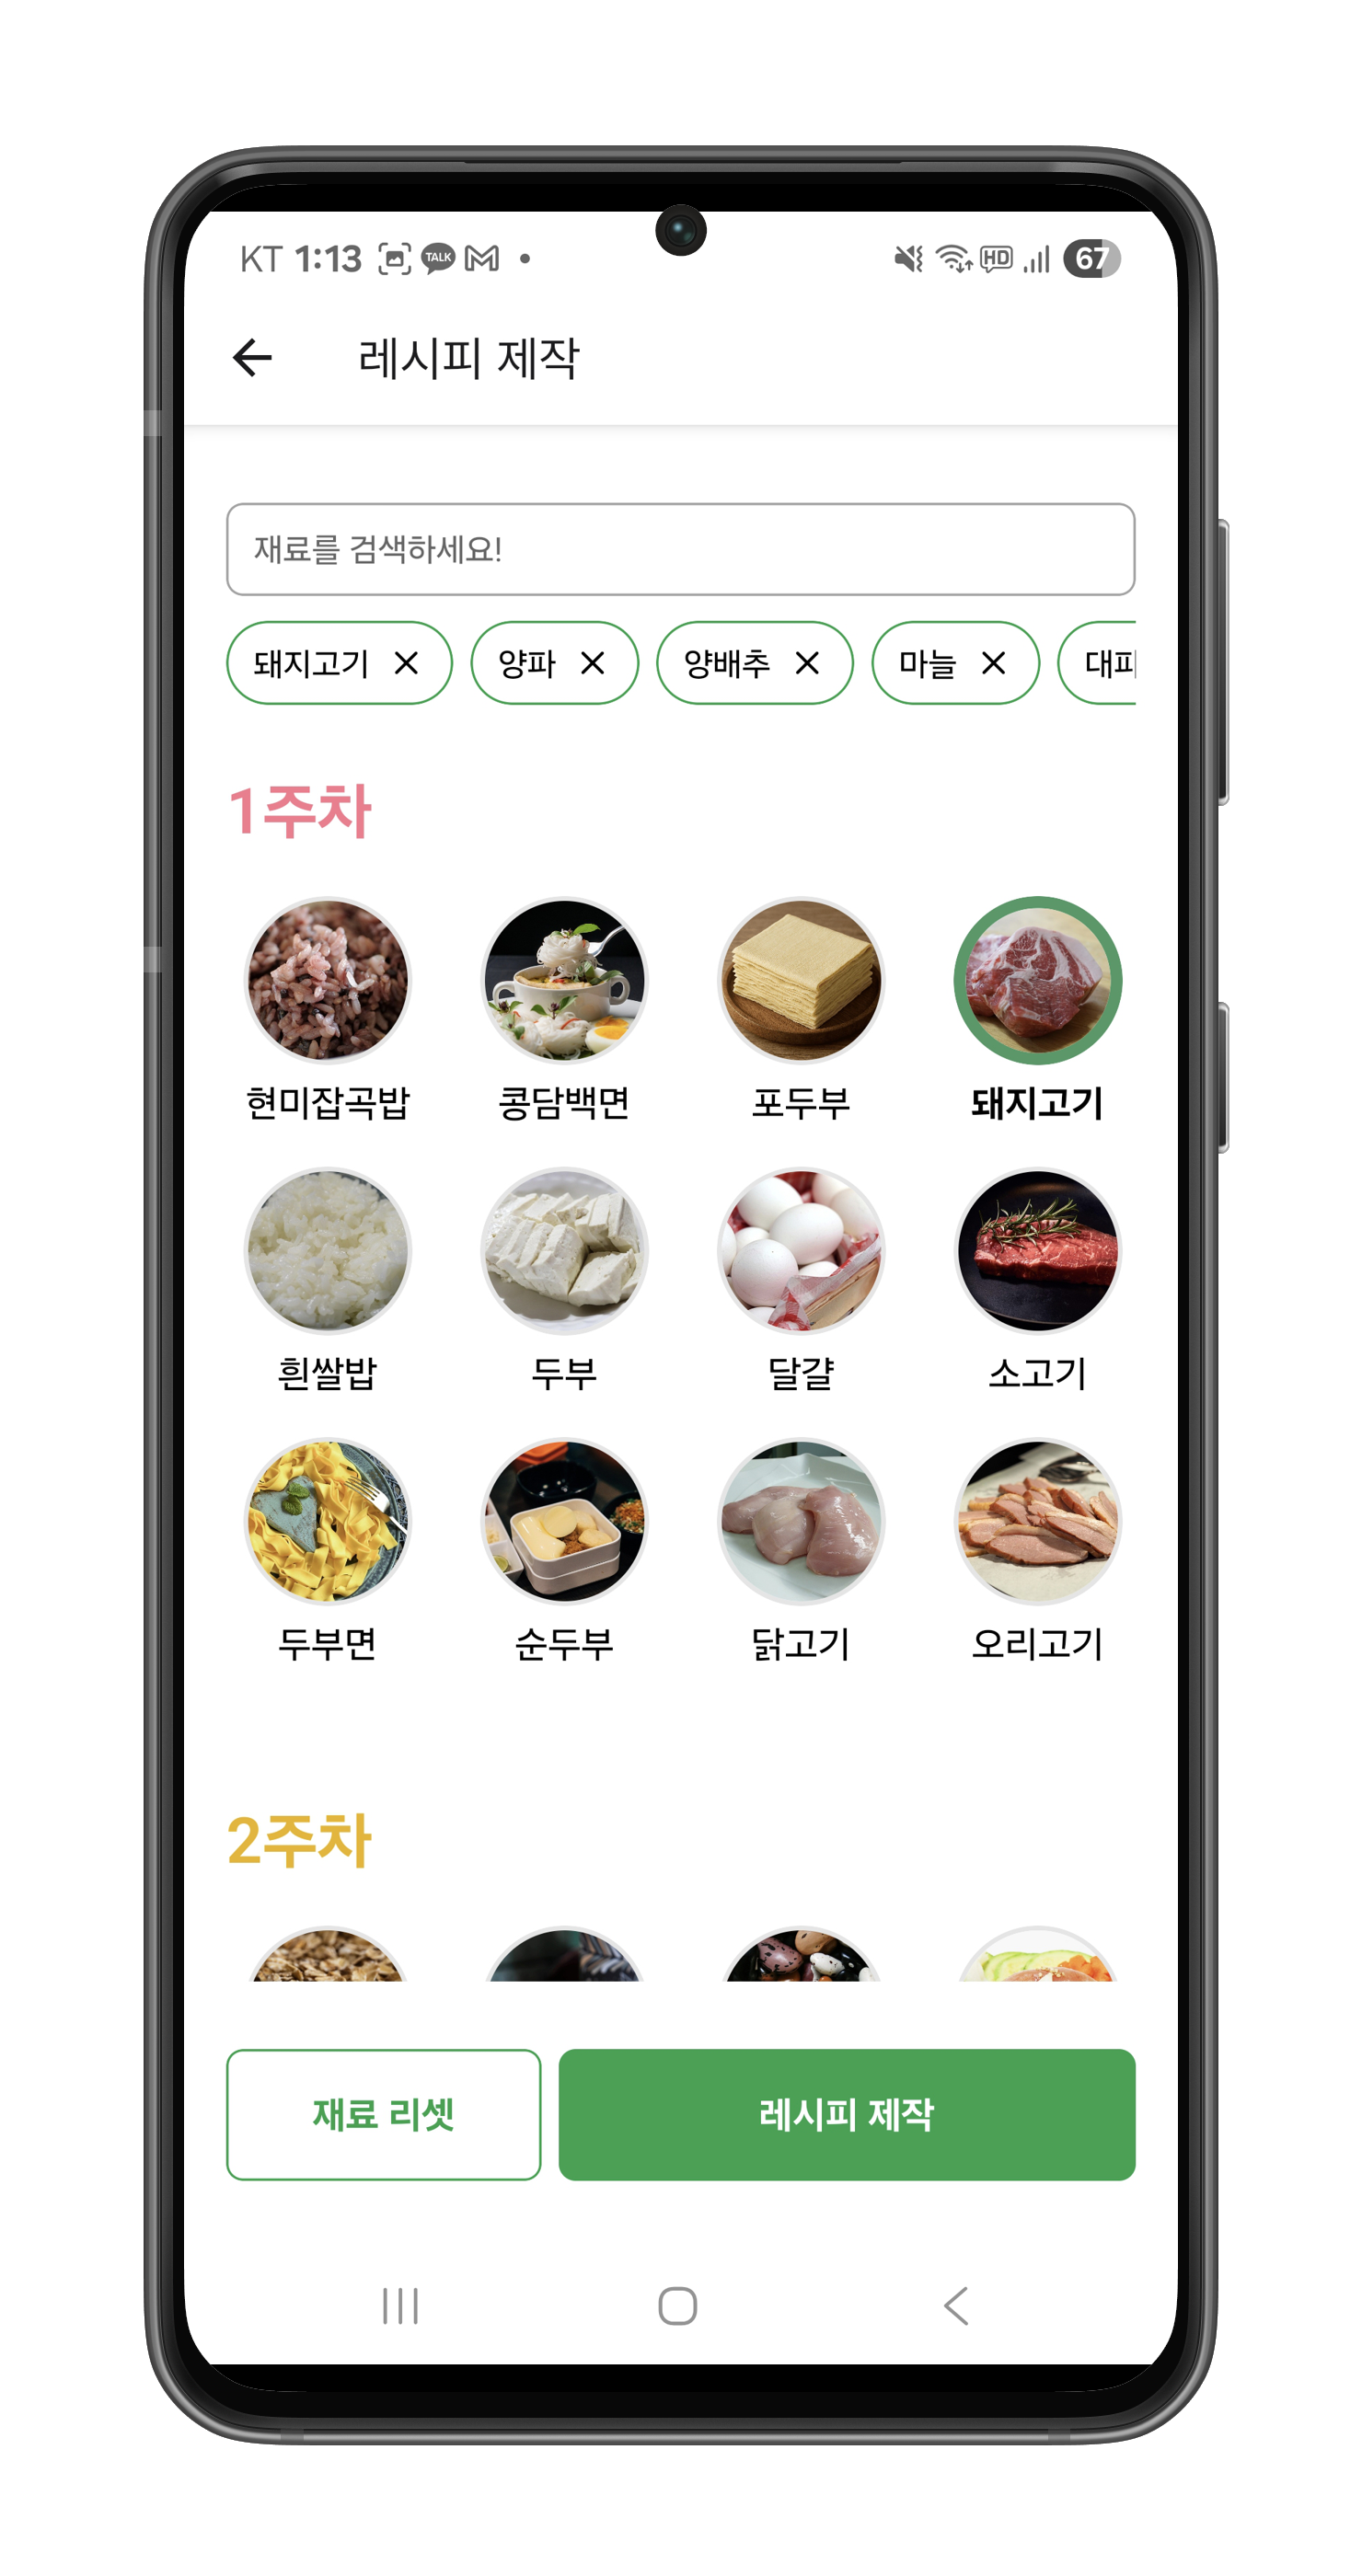 KT 1:13 TALK HD 67
레시피 제작
재료를 검색하세요!
돼지고기 양파 양배추 마늘 대파
1주차
현미잡곡밥 콩담백면 포두부 돼지고기
흰쌀밥 두부 달걀 소고기
두부면 순두부 닭고기 오리고기
2주차
재료 리셋 레시피 제작